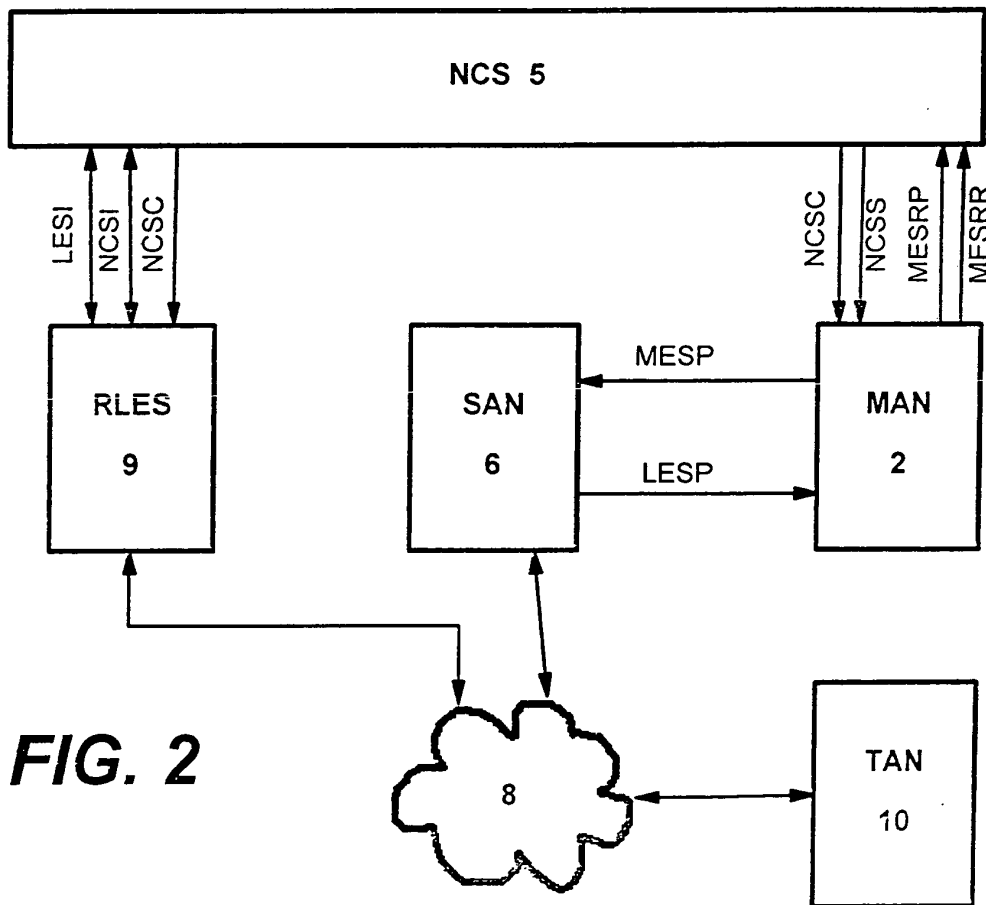 NCS 5
LESI
NCSI
NCSC
NCSC
NCSS
MESRP
MESRR
RLES
9
SAN
6
MESP
LESP
MAN
2
8
TAN
10
FIG. 2